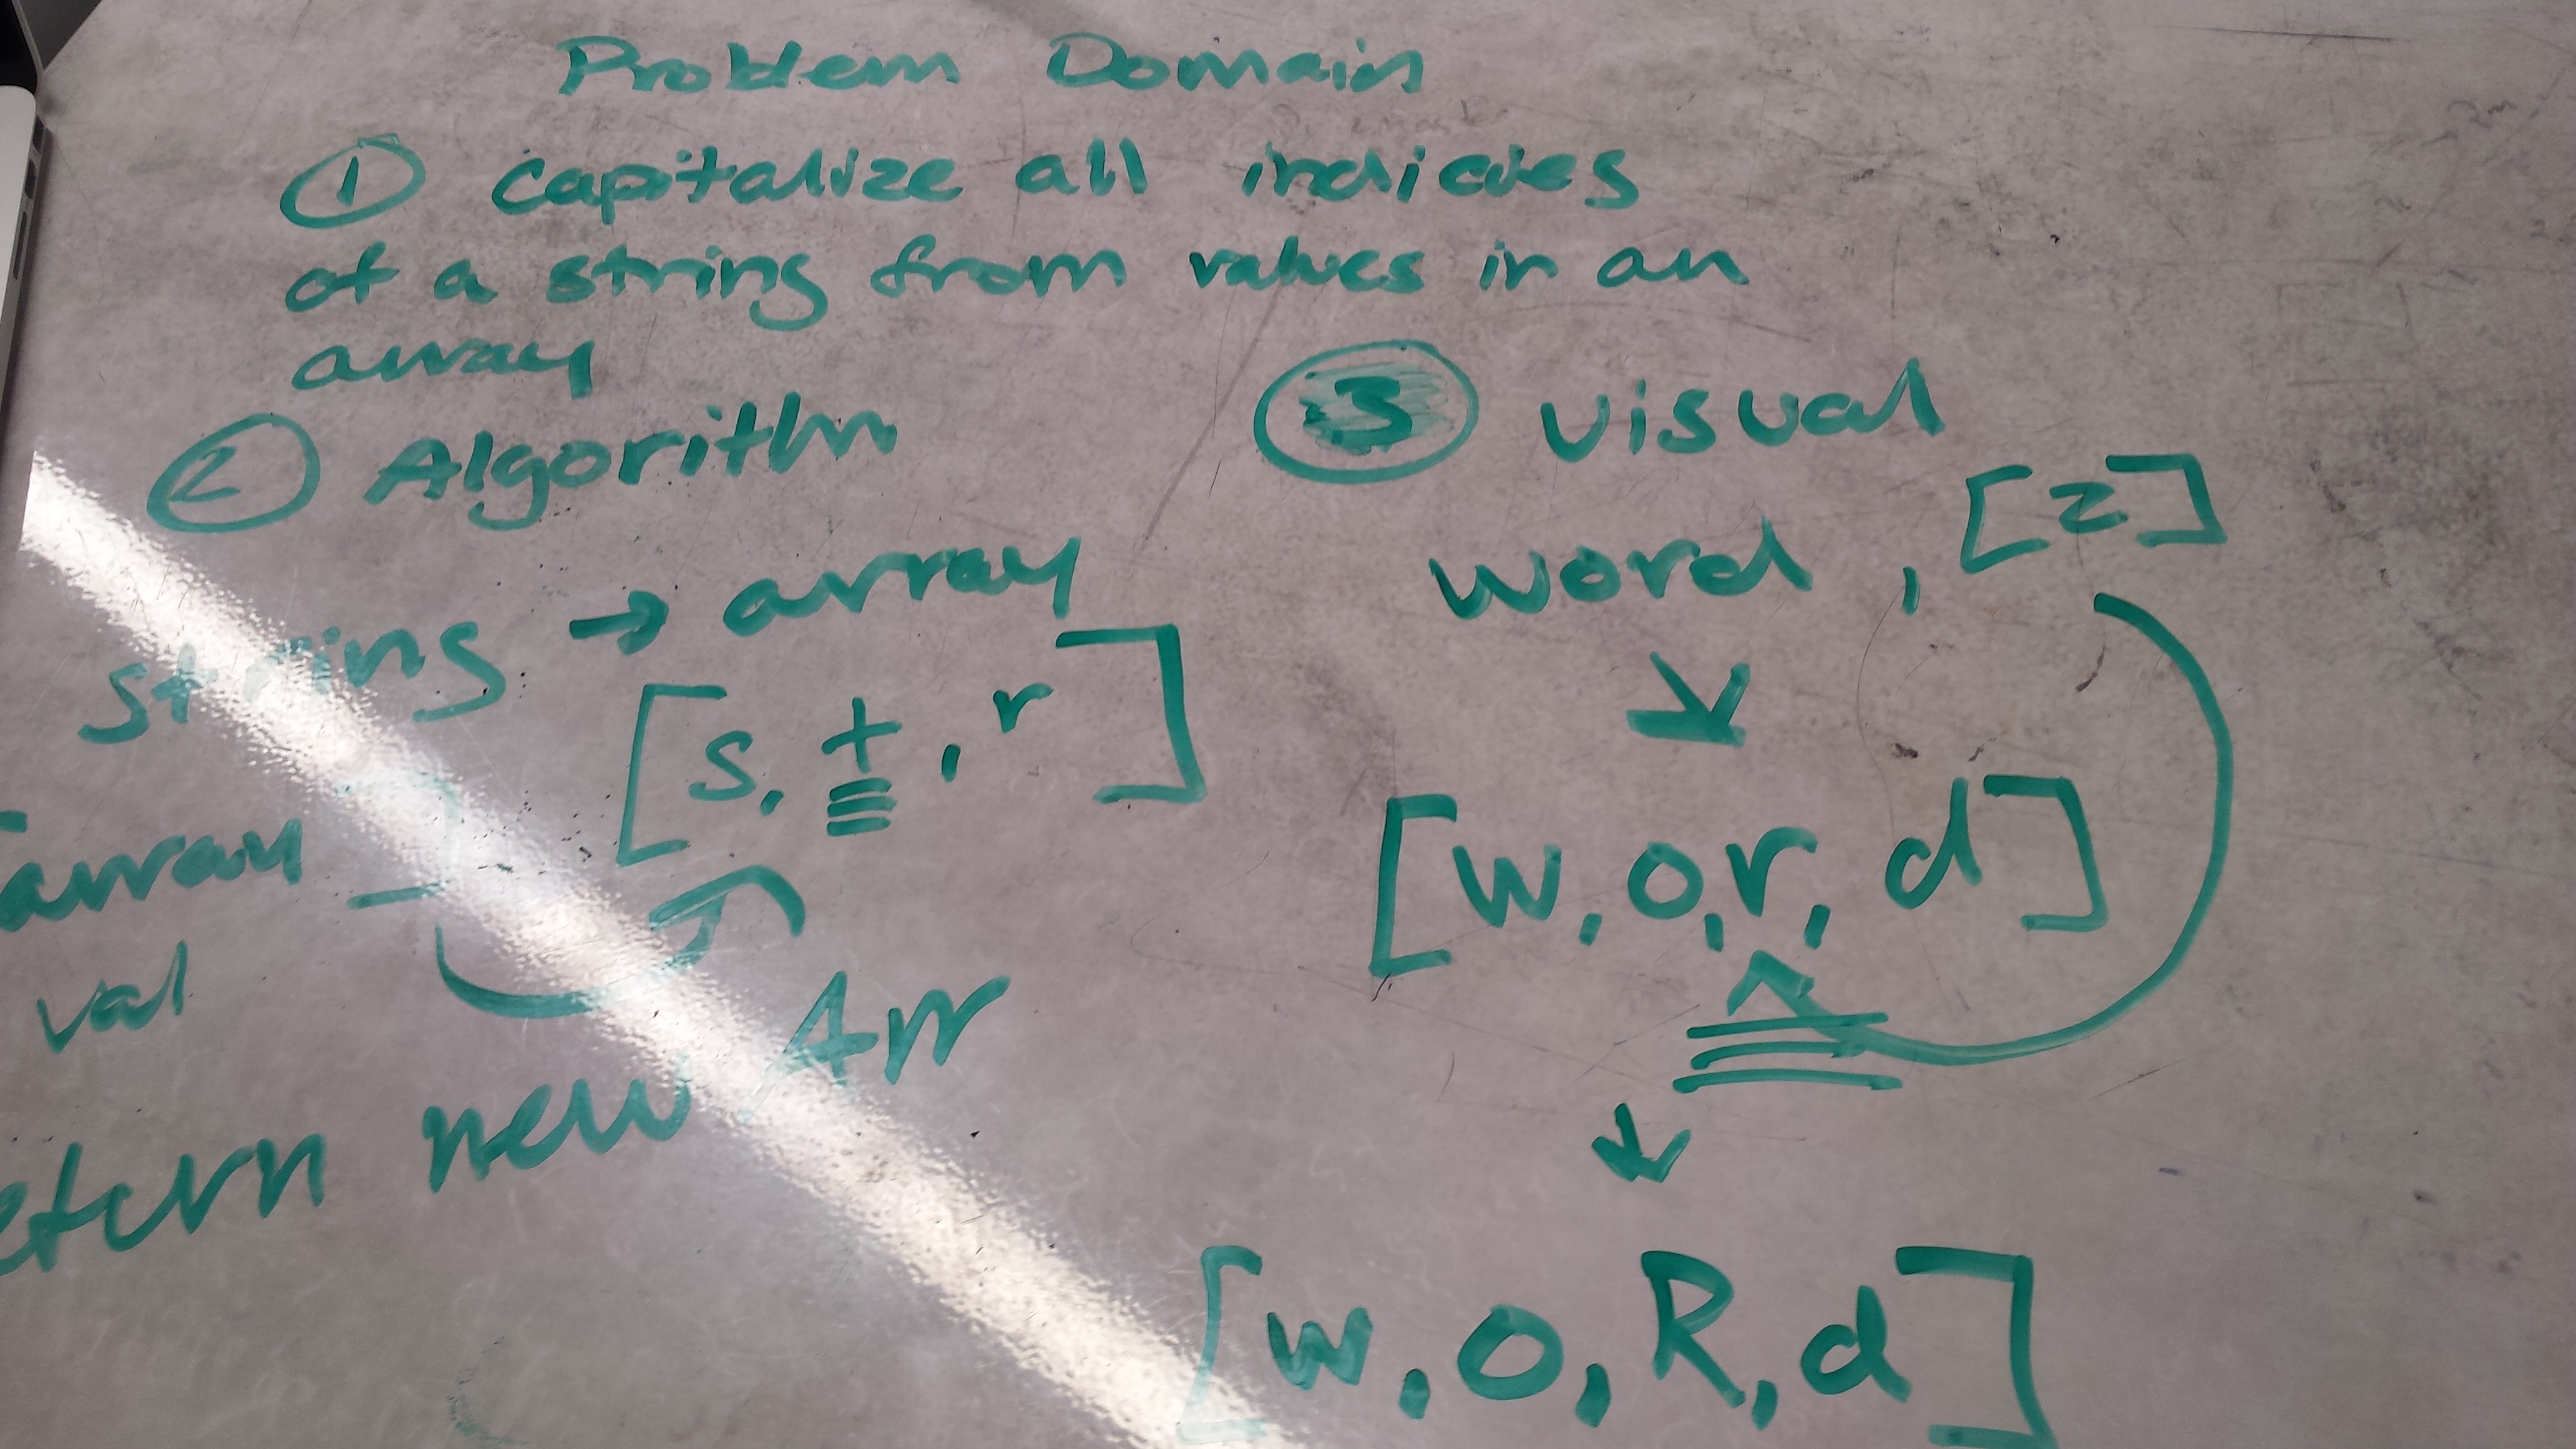 Problem Domain
① capitalize all indicies
of a string from values in an
array
② Algorithm
string → array
[s, t, r]
[array]
val
return new Arr
③ visual
word, [2]
↓
[w, o, r, d]
↓
[w, o, R, d]